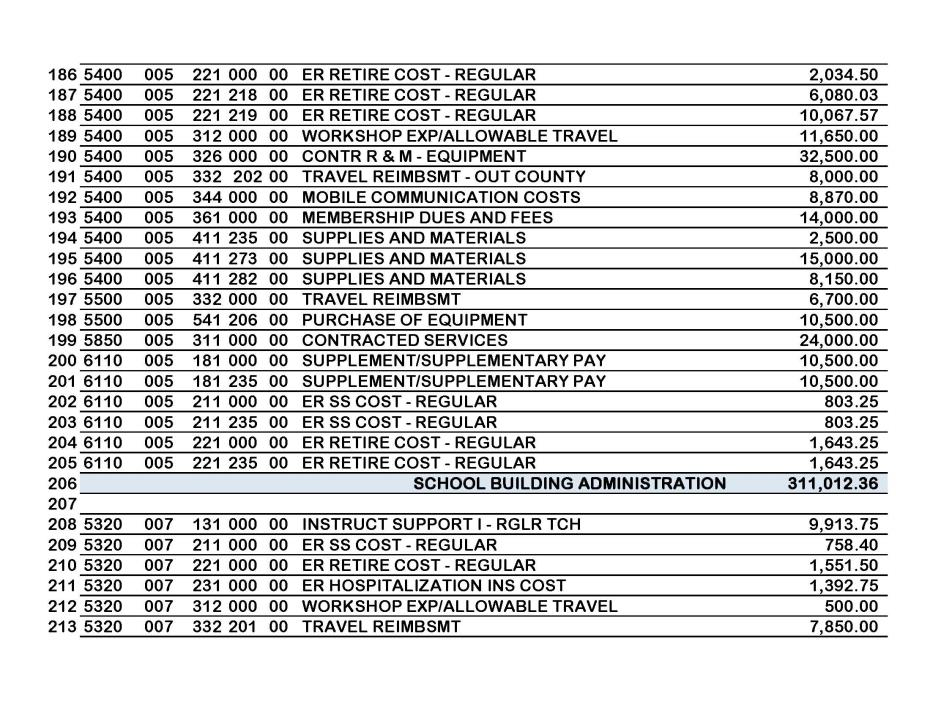 186 5400 005 221 000 00 ER RETIRE COST - REGULAR 2,034.50
187 5400 005 221 218 00 ER RETIRE COST - REGULAR 6,080.03
188 5400 005 221 219 00 ER RETIRE COST - REGULAR 10,067.57
189 5400 005 312 000 00 WORKSHOP EXP/ALLOWABLE TRAVEL 11,650.00
190 5400 005 326 000 00 CONTR R & M - EQUIPMENT 32,500.00
191 5400 005 332 202 00 TRAVEL REIMBSMT - OUT COUNTY 8,000.00
192 5400 005 344 000 00 MOBILE COMMUNICATION COSTS 8,870.00
193 5400 005 361 000 00 MEMBERSHIP DUES AND FEES 14,000.00
194 5400 005 411 235 00 SUPPLIES AND MATERIALS 2,500.00
195 5400 005 411 273 00 SUPPLIES AND MATERIALS 15,000.00
196 5400 005 411 282 00 SUPPLIES AND MATERIALS 8,150.00
197 5500 005 332 000 00 TRAVEL REIMBSMT 6,700.00
198 5500 005 541 206 00 PURCHASE OF EQUIPMENT 10,500.00
199 5850 005 311 000 00 CONTRACTED SERVICES 24,000.00
200 6110 005 181 000 00 SUPPLEMENT/SUPPLEMENTARY PAY 10,500.00
201 6110 005 181 235 00 SUPPLEMENT/SUPPLEMENTARY PAY 10,500.00
202 6110 005 211 000 00 ER SS COST - REGULAR 803.25
203 6110 005 211 235 00 ER SS COST - REGULAR 803.25
204 6110 005 221 000 00 ER RETIRE COST - REGULAR 1,643.25
205 6110 005 221 235 00 ER RETIRE COST - REGULAR 1,643.25
206 SCHOOL BUILDING ADMINISTRATION 311,012.36
207
208 5320 007 131 000 00 INSTRUCT SUPPORT I - RGLR TCH 9,913.75
209 5320 007 211 000 00 ER SS COST - REGULAR 758.40
210 5320 007 221 000 00 ER RETIRE COST - REGULAR 1,551.50
211 5320 007 231 000 00 ER HOSPITALIZATION INS COST 1,392.75
212 5320 007 312 000 00 WORKSHOP EXP/ALLOWABLE TRAVEL 500.00
213 5320 007 332 201 00 TRAVEL REIMBSMT 7,850.00